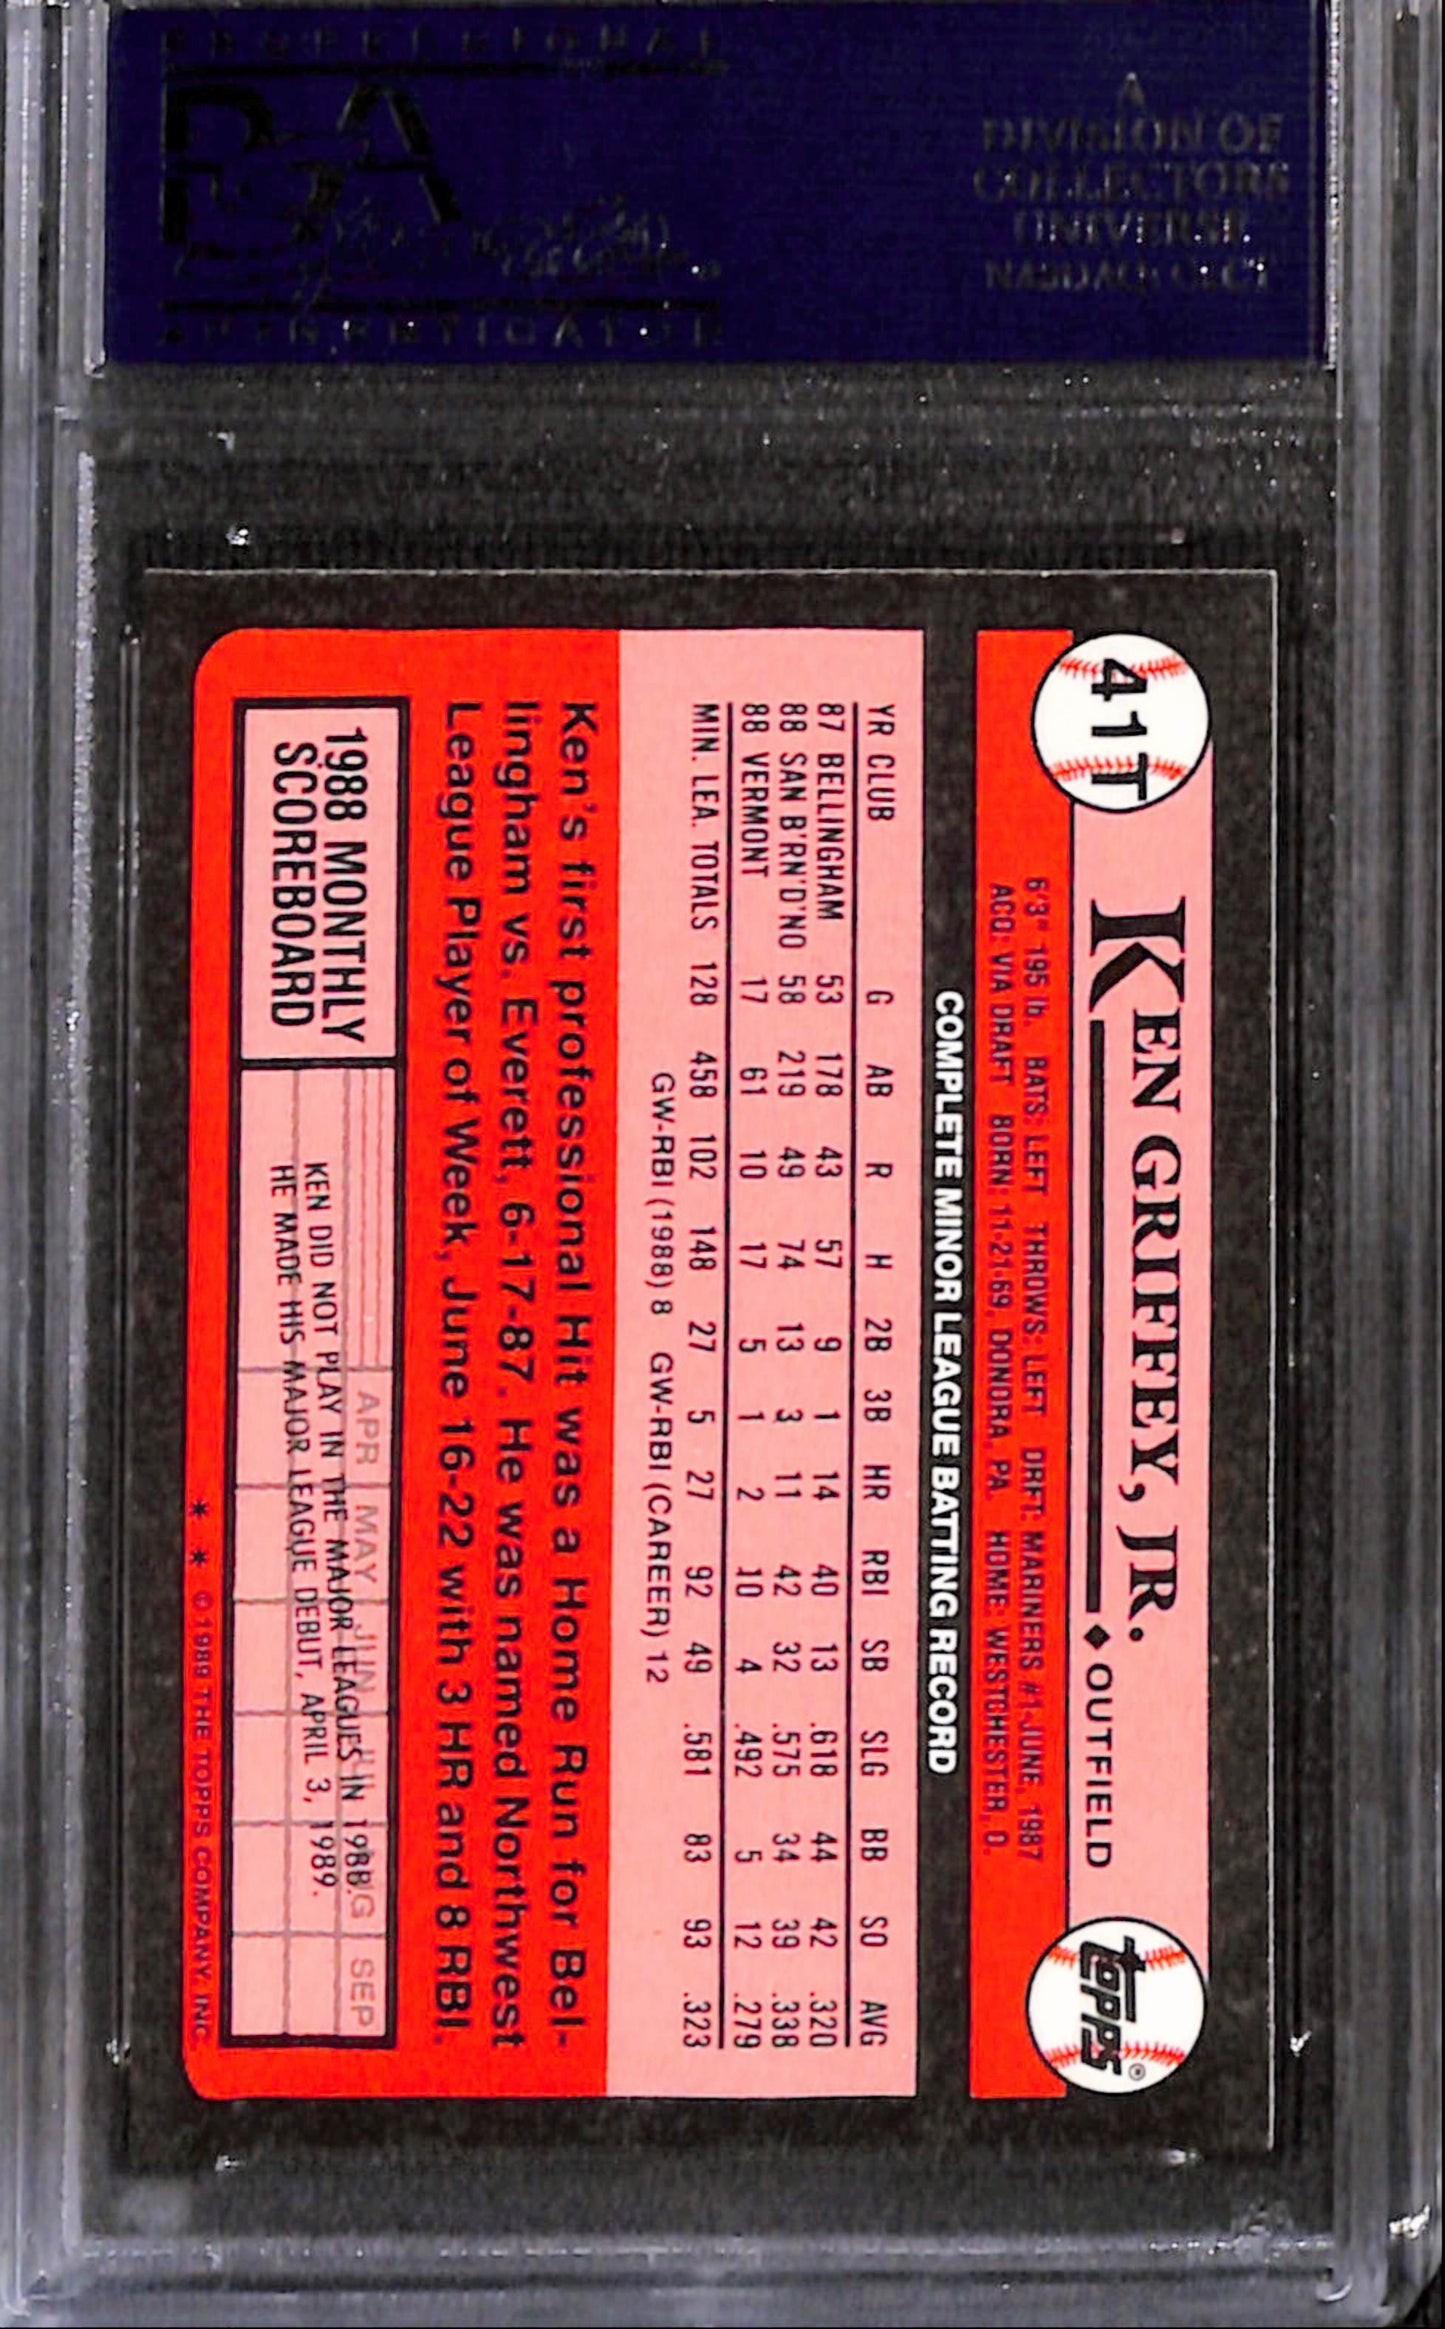 PROFESSIONAL
PSA
AUTHENTICATOR
A
DIVISION OF
COLLECTORS
UNIVERSE
NASDAQ: CLCT
41T
KEN GRIFFEY, JR. ◆ OUTFIELD
topps®
6'3" 195 lb. BATS: LEFT THROWS: LEFT DRFT: MARINERS #1-JUNE, 1987
ACQ: VIA DRAFT BORN: 11-21-69, DONORA, PA. HOME: WESTCHESTER, O.
COMPLETE MINOR LEAGUE BATTING RECORD
YR CLUB G AB R H 2B 3B HR RBI SB SLG BB SO AVG
87 BELLINGHAM 53 178 43 57 9 1 14 40 13 .618 44 42 .320
88 SAN B'RN'D'NO 58 219 49 74 13 3 11 42 32 .575 34 39 .338
88 VERMONT 17 61 10 17 5 1 2 10 4 .492 5 12 .279
MIN. LEA. TOTALS 128 458 102 148 27 5 27 92 49 .581 83 93 .323
GW-RBI (1988) 8 GW-RBI (CAREER) 12
Ken's first professional Hit was a Home Run for Bel-
lingham vs. Everett, 6-17-87. He was named Northwest
League Player of Week, June 16-22 with 3 HR and 8 RBI.
1988 MONTHLY
SCOREBOARD
APR MAY JUN JUL AUG SEP
KEN DID NOT PLAY IN THE MAJOR LEAGUES IN 1988.
HE MADE HIS MAJOR LEAGUE DEBUT, APRIL 3, 1989.
* * © 1989 THE TOPPS COMPANY, INC.